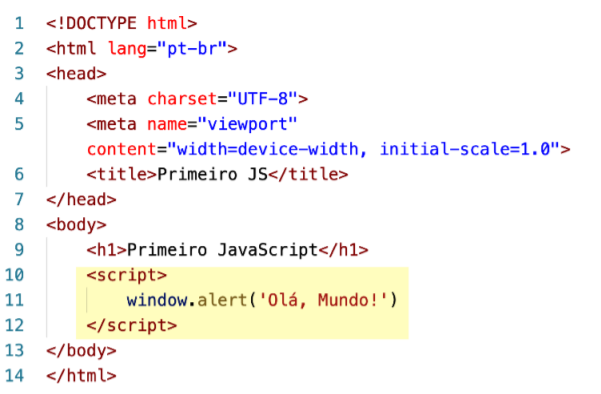 1 <!DOCTYPE html>
2 <html lang="pt-br">
3 <head>
4 <meta charset="UTF-8">
5 <meta name="viewport"
content="width=device-width, initial-scale=1.0">
6 <title>Primeiro JS</title>
7 </head>
8 <body>
9 <h1>Primeiro JavaScript</h1>
10 <script>
11 window.alert('Olá, Mundo!')
12 </script>
13 </body>
14 </html>